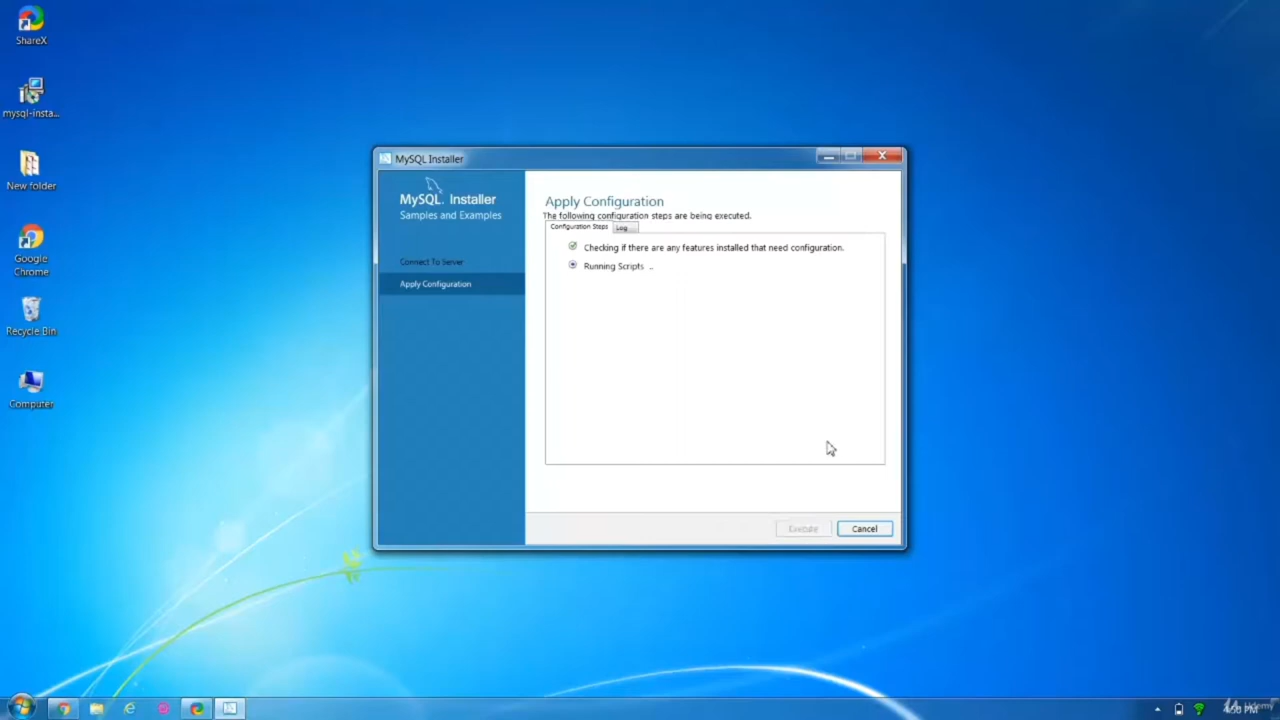 ShareX
mysql-insta...
New folder
Google
Chrome
Recycle Bin
Computer
MySQL Installer
MySQL. Installer
Samples and Examples
Connect To Server
Apply Configuration
Apply Configuration
The following configuration steps are being executed.
Configuration Steps
Log
Checking if there are any features installed that need configuration.
Running Scripts ..
Execute
Cancel
Udemy